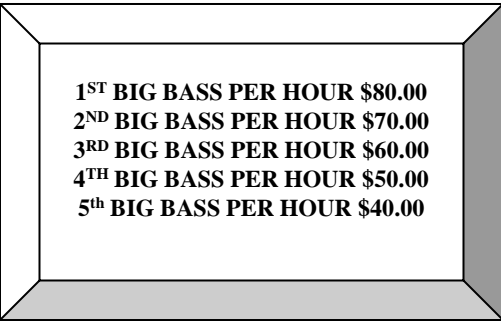 1ST BIG BASS PER HOUR $80.00
2ND BIG BASS PER HOUR $70.00
3RD BIG BASS PER HOUR $60.00
4TH BIG BASS PER HOUR $50.00
5th BIG BASS PER HOUR $40.00